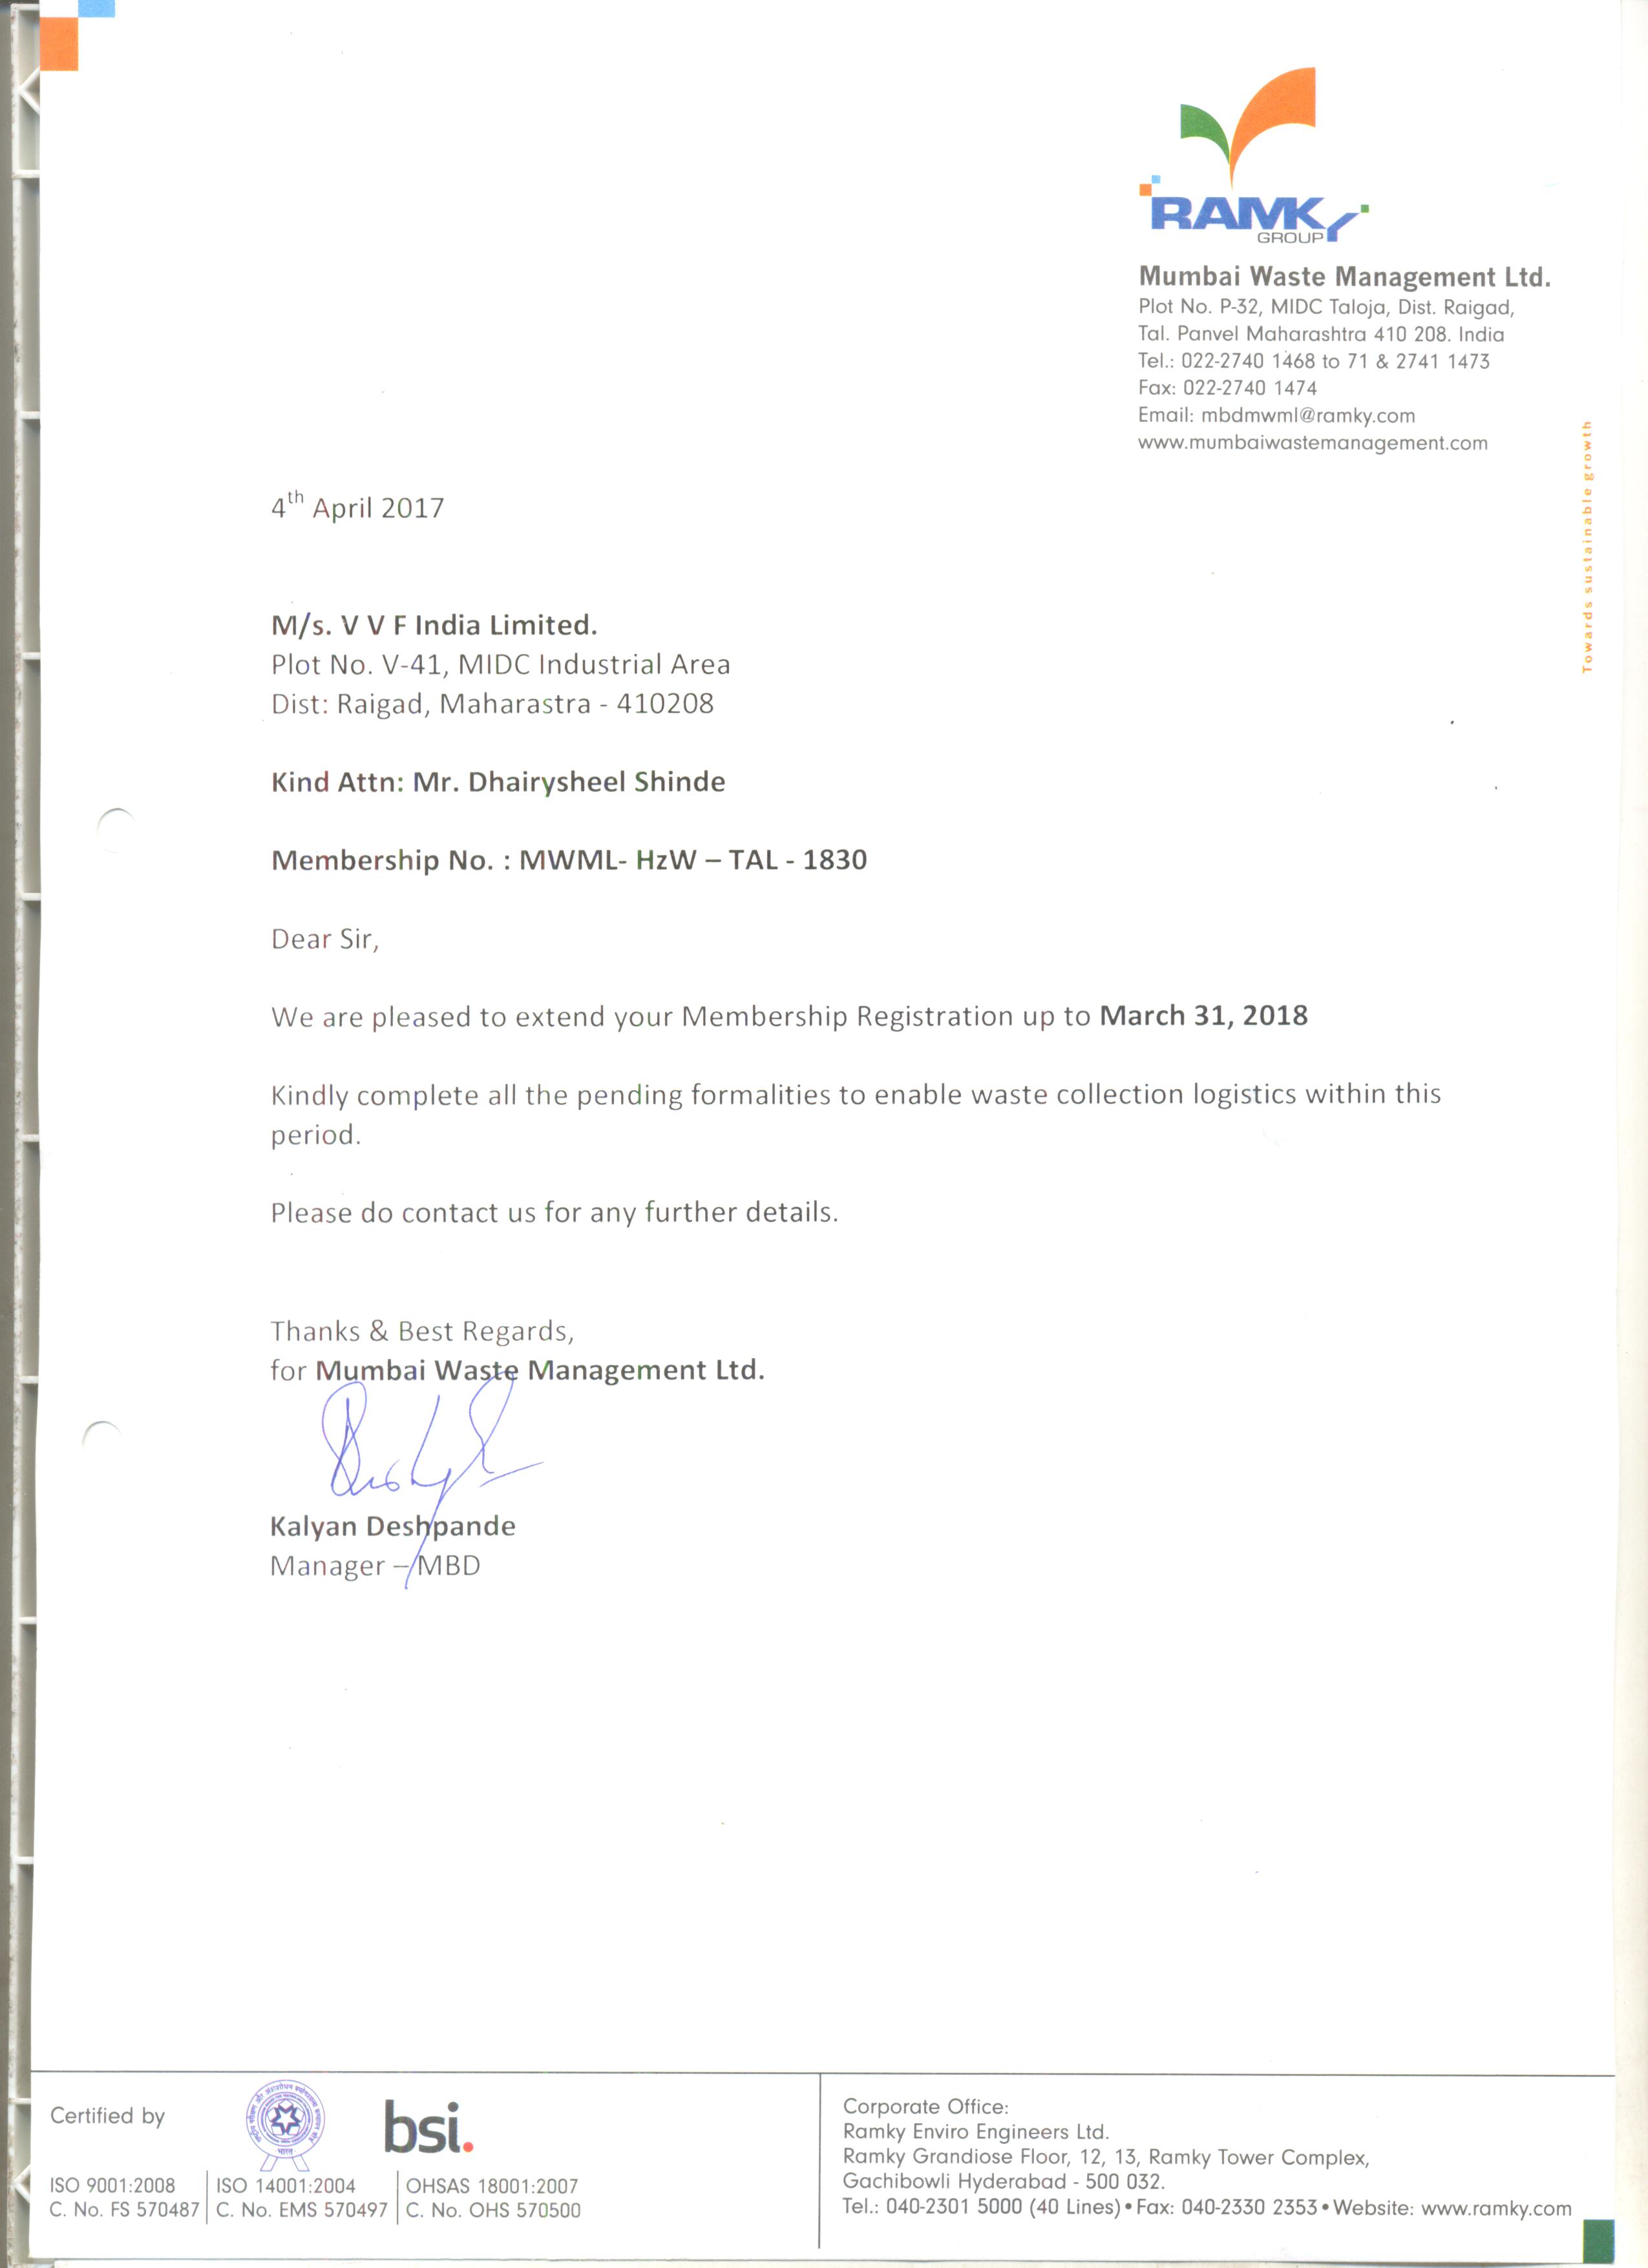 RAMKY
GROUP
Mumbai Waste Management Ltd.
Plot No. P-32, MIDC Taloja, Dist. Raigad,
Tal. Panvel Maharashtra 410 208. India
Tel.: 022-2740 1468 to 71 & 2741 1473
Fax: 022-2740 1474
Email: mbdmwml@ramky.com
www.mumbaiwastemanagement.com
Towards sustainable growth
4th April 2017
M/s. V V F India Limited.
Plot No. V-41, MIDC Industrial Area
Dist: Raigad, Maharastra - 410208
Kind Attn: Mr. Dhairysheel Shinde
Membership No. : MWML- HzW – TAL - 1830
Dear Sir,
We are pleased to extend your Membership Registration up to March 31, 2018
Kindly complete all the pending formalities to enable waste collection logistics within this
period.
Please do contact us for any further details.
Thanks & Best Regards,
for Mumbai Waste Management Ltd.
Kalyan Deshpande
Manager – MBD
Certified by
भारत
bsi.
ISO 9001:2008
C. No. FS 570487
ISO 14001:2004
C. No. EMS 570497
OHSAS 18001:2007
C. No. OHS 570500
Corporate Office:
Ramky Enviro Engineers Ltd.
Ramky Grandiose Floor, 12, 13, Ramky Tower Complex,
Gachibowli Hyderabad - 500 032.
Tel.: 040-2301 5000 (40 Lines) • Fax: 040-2330 2353 • Website: www.ramky.com